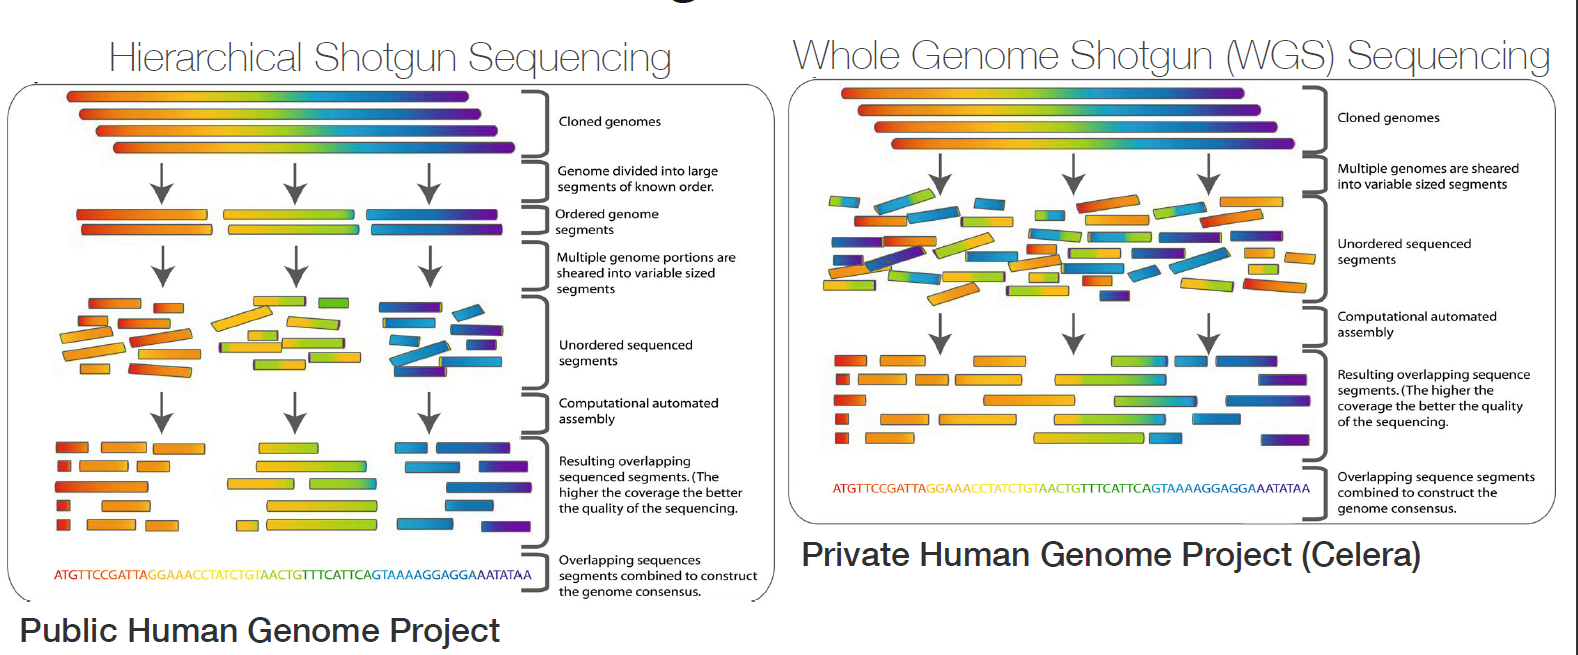 Hierarchical Shotgun Sequencing
Cloned genomes
Genome divided into large
segments of known order.
Ordered genome
segments
Multiple genome portions are
sheared into variable sized
segments
Unordered sequenced
segments
Computational automated
assembly
Resulting overlapping
sequenced segments. (The
higher the coverage the better
the quality of the sequencing.
ATGTTCCGATTAGGAAACCTATCTGTAACTGTTTCATTCAGTAAAAGGAGGAAATATAA
Overlapping sequences
segments combined to construct
the genome consensus.
Public Human Genome Project
Whole Genome Shotgun (WGS) Sequencing
Cloned genomes
Multiple genomes are sheared
into variable sized segments
Unordered sequenced
segments
Computational automated
assembly
Resulting overlapping sequence
segments. (The higher the
coverage the better the quality
of the sequencing.
ATGTTCCGATTAGGAAACCTATCTGTAACTGTTTCATTCAGTAAAAGGAGGAAATATAA
Overlapping sequence segments
combined to construct the
genome consensus.
Private Human Genome Project (Celera)